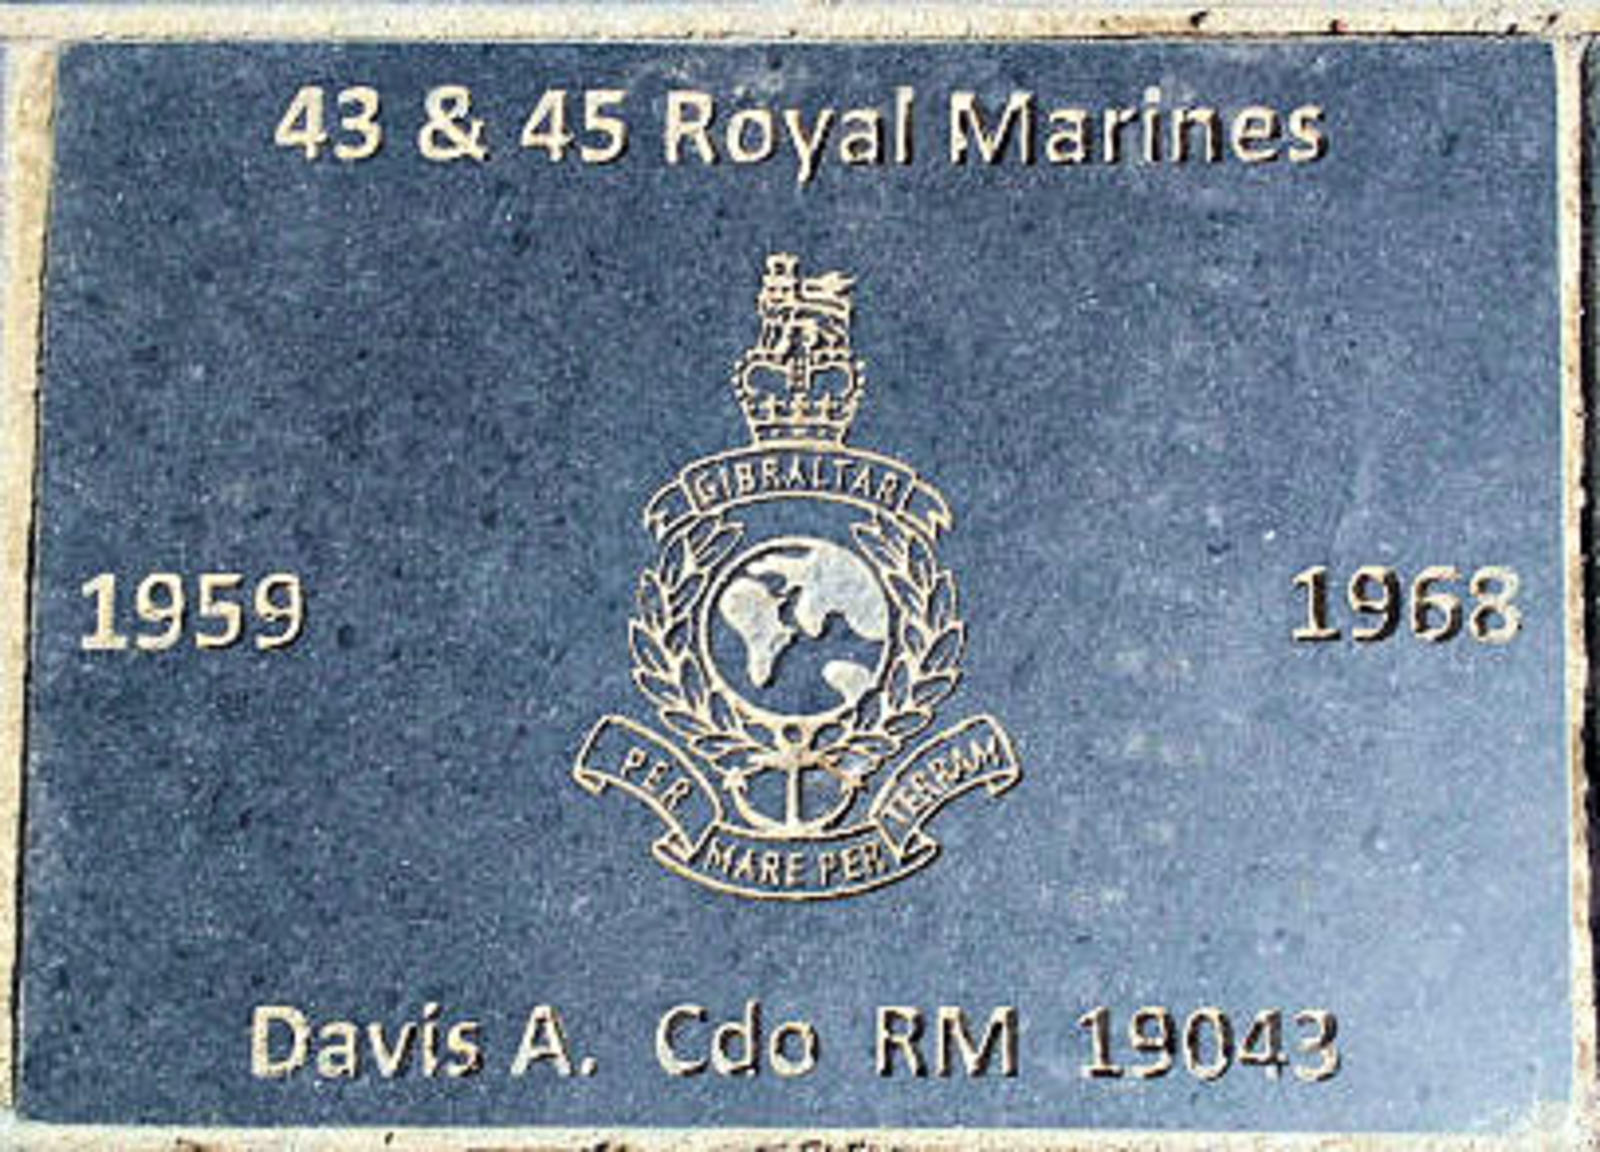 43 & 45 Royal Marines
GIBRALTAR
1959
1968
PER
MARE PER
TERRAM
Davis A. Cdo RM 19043